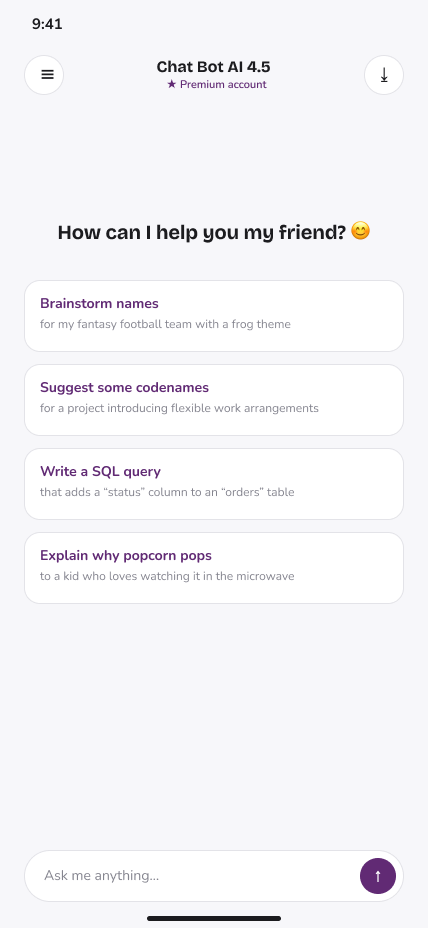 9:41
Chat Bot AI 4.5
★ Premium account
How can I help you my friend? 😊
Brainstorm names
for my fantasy football team with a frog theme
Suggest some codenames
for a project introducing flexible work arrangements
Write a SQL query
that adds a “status” column to an “orders” table
Explain why popcorn pops
to a kid who loves watching it in the microwave
Ask me anything...